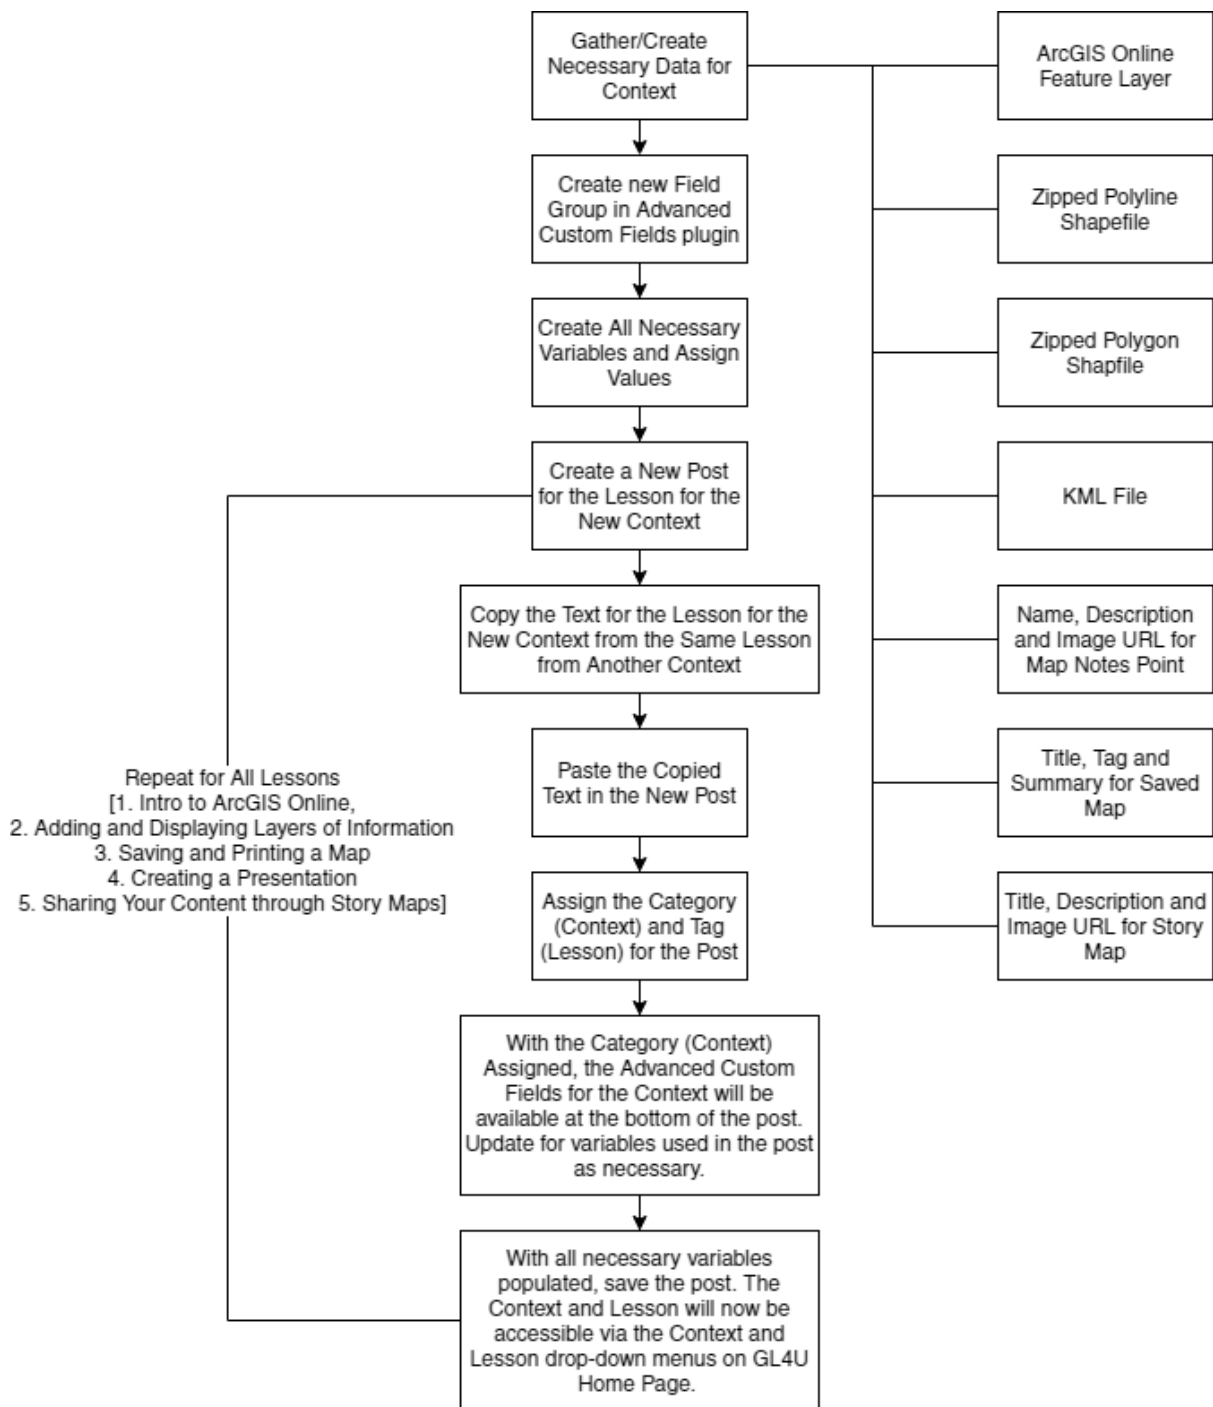 Gather/Create
Necessary Data for
Context
ArcGIS Online
Feature Layer
Create new Field
Group in Advanced
Custom Fields plugin
Zipped Polyline
Shapefile
Create All Necessary
Variables and Assign
Values
Zipped Polygon
Shapfile
Create a New Post
for the Lesson for the
New Context
KML File
Copy the Text for the Lesson for the
New Context from the Same Lesson
from Another Context
Name, Description
and Image URL for
Map Notes Point
Paste the Copied
Text in the New Post
Title, Tag and
Summary for Saved
Map
Repeat for All Lessons
[1. Intro to ArcGIS Online,
2. Adding and Displaying Layers of Information
3. Saving and Printing a Map
4. Creating a Presentation
5. Sharing Your Content through Story Maps]
Assign the Category
(Context) and Tag
(Lesson) for the Post
Title, Description and
Image URL for Story
Map
With the Category (Context)
Assigned, the Advanced Custom
Fields for the Context will be
available at the bottom of the post.
Update for variables used in the post
as necessary.
With all necessary variables
populated, save the post. The
Context and Lesson will now be
accessible via the Context and
Lesson drop-down menus on GL4U
Home Page.